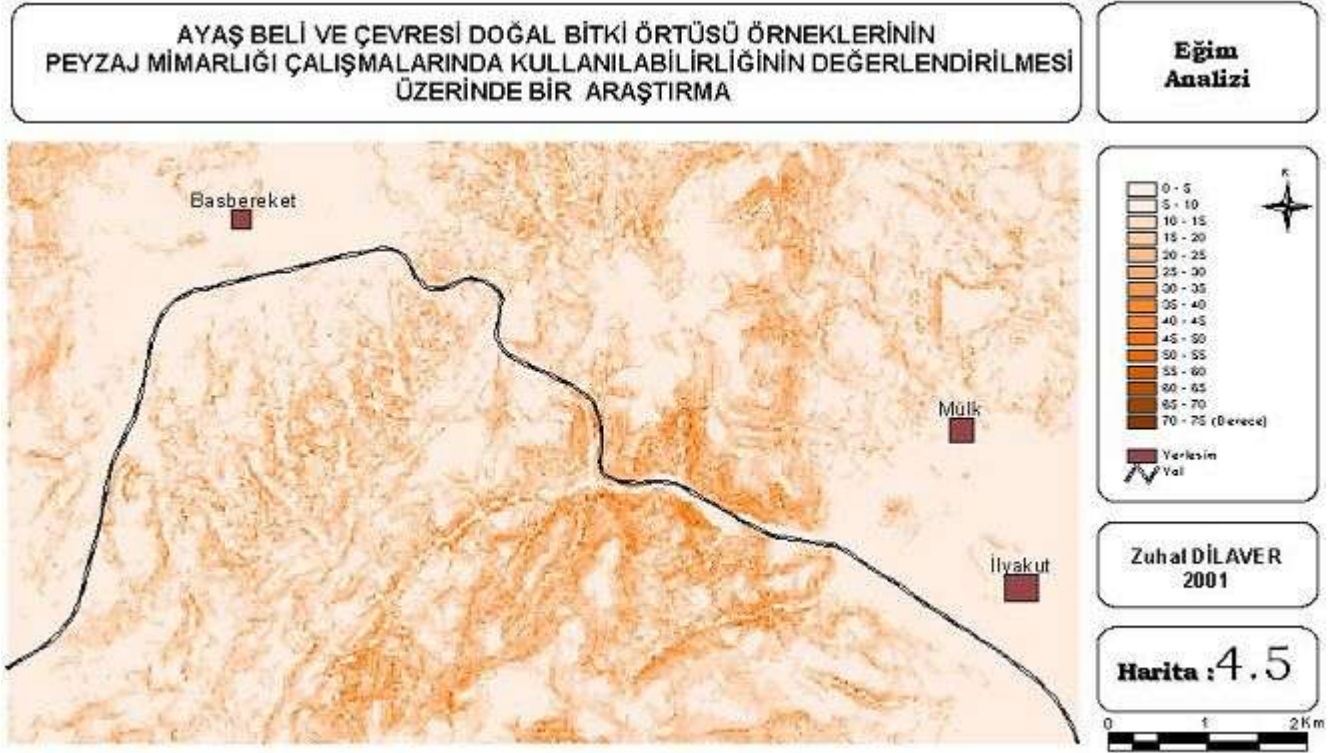 AYAŞ BELİ VE ÇEVRESİ DOĞAL BİTKİ ÖRTÜSÜ ÖRNEKLERİNİN
PEYZAJ MİMARLIĞI ÇALIŞMALARINDA KULLANILABİLİRLİĞİNİN DEĞERLENDİRİLMESİ
ÜZERİNDE BİR ARAŞTIRMA
Eğim
Analizi
Basbereket
Mülk
İlyakut
K
0 - 5
5 - 10
10 - 15
15 - 20
20 - 25
25 - 30
30 - 35
35 - 40
40 - 45
45 - 50
50 - 55
55 - 60
60 - 65
65 - 70
70 - 75 (Derece)
Yerlesim
Yol
Zuhal DİLAVER
2001
Harita : 4.5
0 1 2 Km